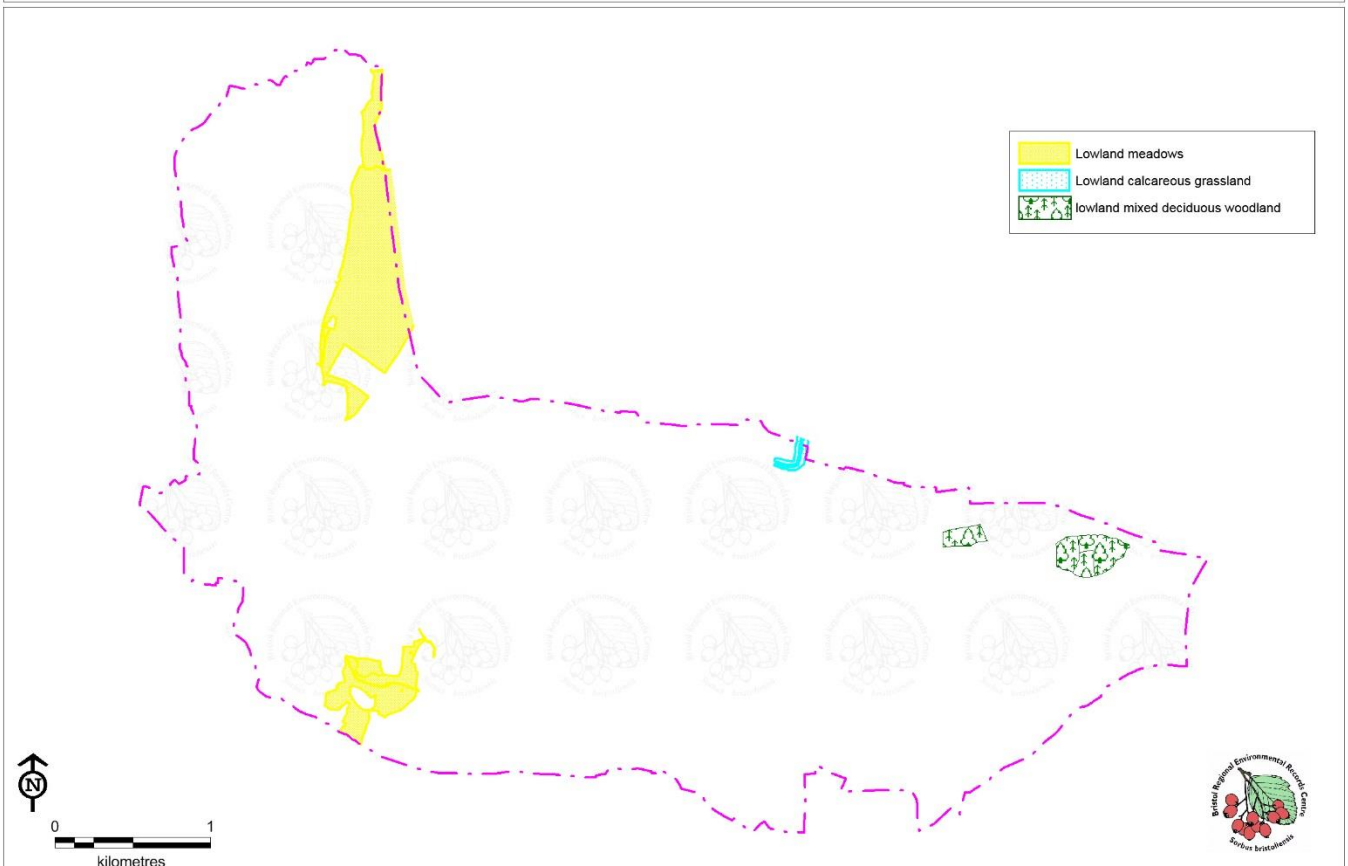 Lowland meadows
Lowland calcareous grassland
lowland mixed deciduous woodland
N
0 1
kilometres
Bristol Regional Environmental Records Centre
Sorbus bristoliensis